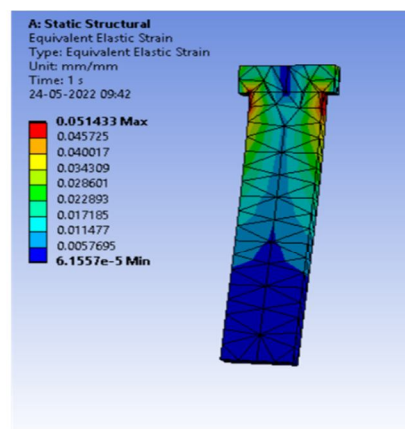 A: Static Structural
Equivalent Elastic Strain
Type: Equivalent Elastic Strain
Unit: mm/mm
Time: 1 s
24-05-2022 09:42
0.051433 Max
0.045725
0.040017
0.034309
0.028601
0.022893
0.017185
0.011477
0.0057695
6.1557e-5 Min